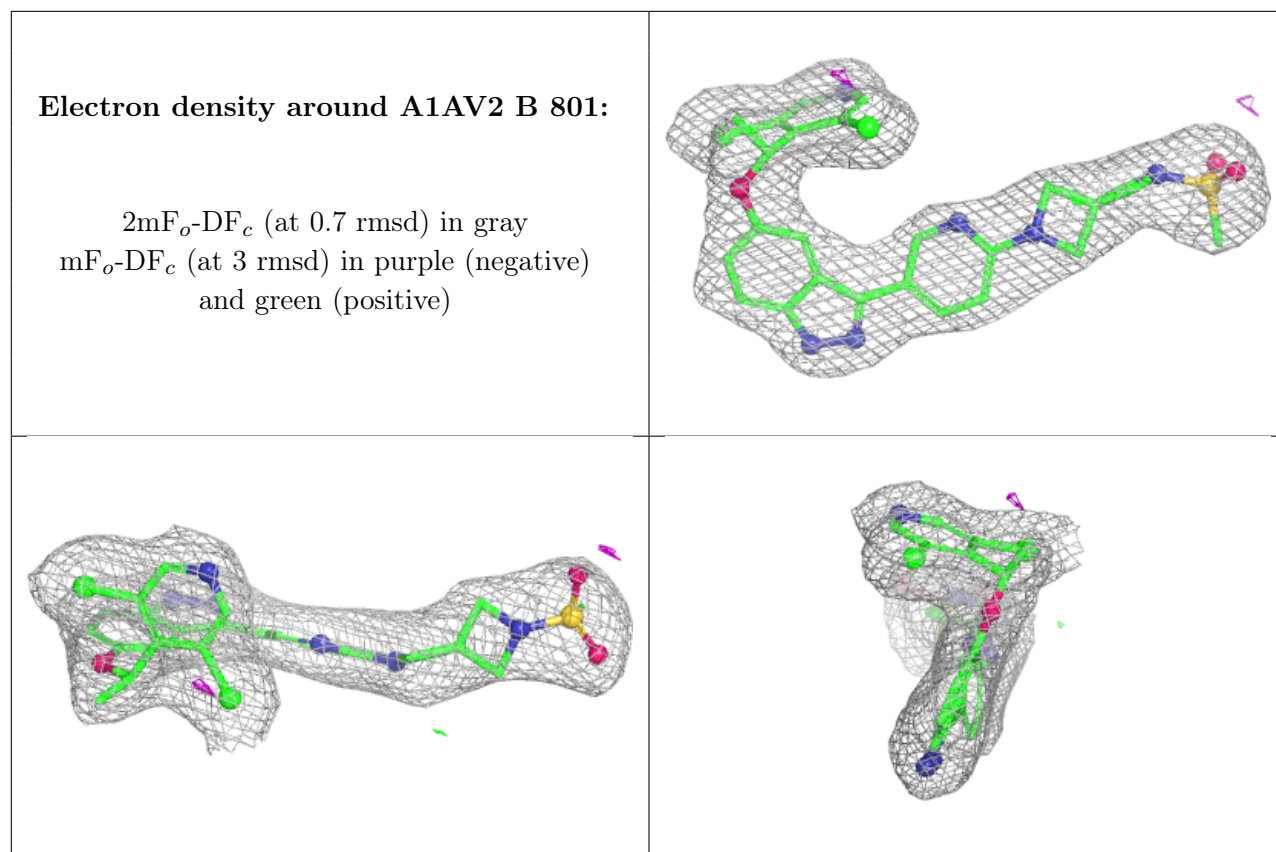 Electron density around A1AV2 B 801:
2mFo-DFc (at 0.7 rmsd) in gray
mFo-DFc (at 3 rmsd) in purple (negative)
and green (positive)